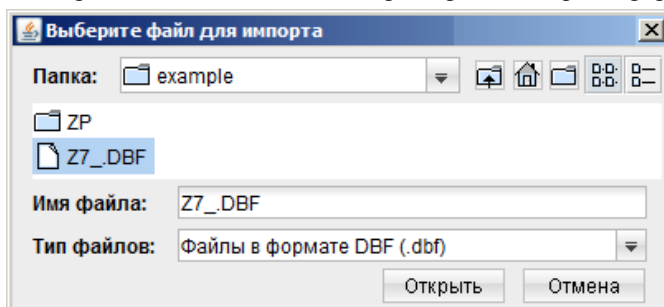 Выберите файл для импорта
Папка: example
ZP
Z7_.DBF
Имя файла: Z7_.DBF
Тип файлов: Файлы в формате DBF (.dbf)
Открыть Отмена